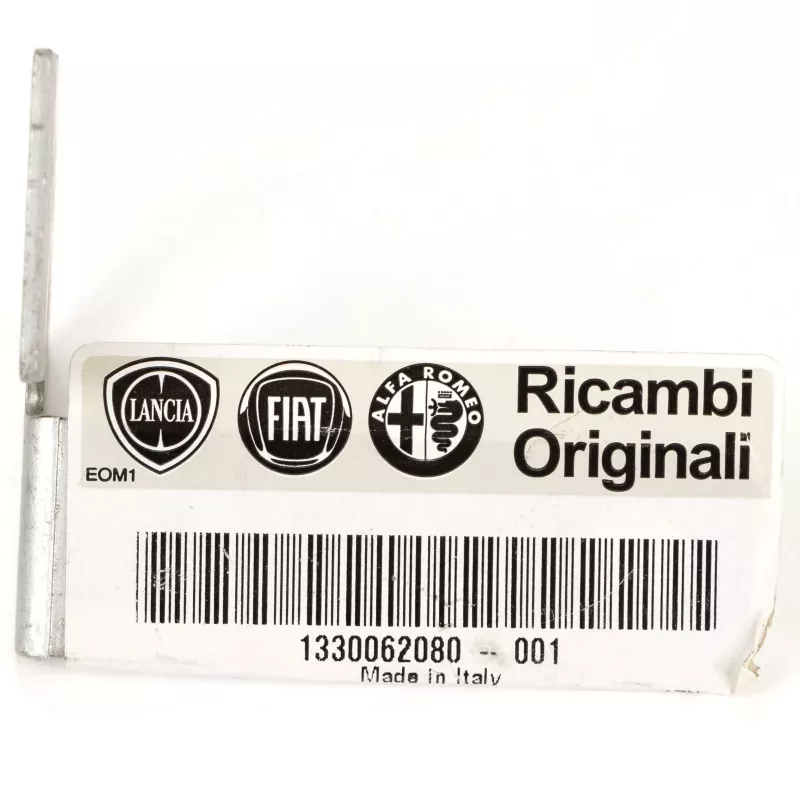 LANCIA
FIAT
ALFA ROMEO
Ricambi
Originali
EOM1
1330062080 - 001
Made in Italy